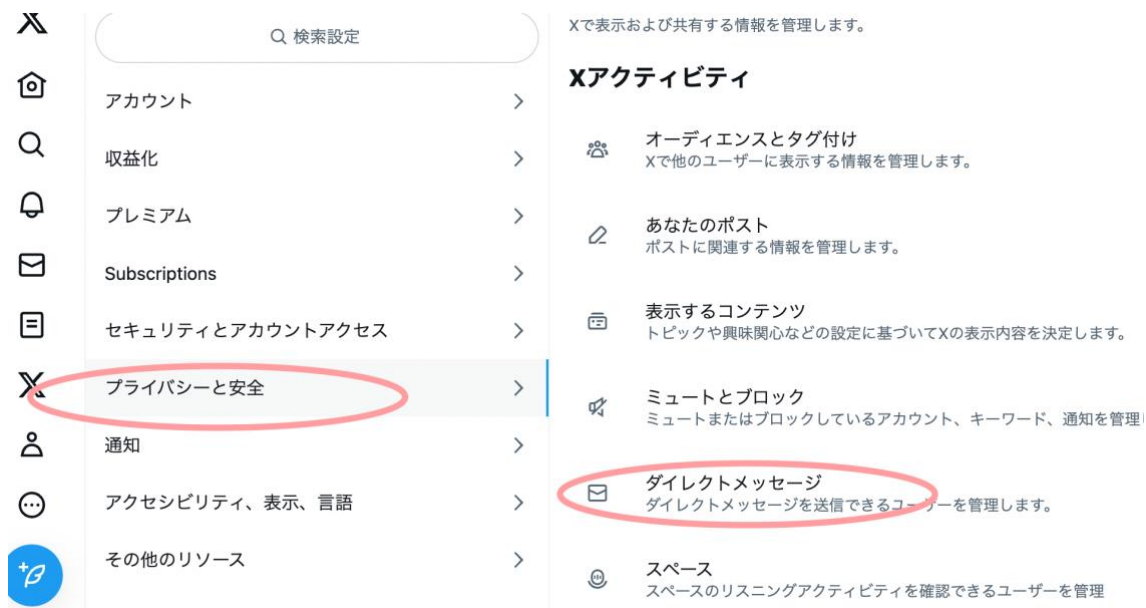 検索設定
アカウント
収益化
プレミアム
Subscriptions
セキュリティとアカウントアクセス
プライバシーと安全
通知
アクセシビリティ、表示、言語
その他のリソース
Xで表示および共有する情報を管理します。
Xアクティビティ
オーディエンスとタグ付け
Xで他のユーザーに表示する情報を管理します。
あなたのポスト
ポストに関連する情報を管理します。
表示するコンテンツ
トピックや興味関心などの設定に基づいてXの表示内容を決定します。
ミュートとブロック
ミュートまたはブロックしているアカウント、キーワード、通知を管理
ダイレクトメッセージ
ダイレクトメッセージを送信できるユーザーを管理します。
スペース
スペースのリスニングアクティビティを確認できるユーザーを管理